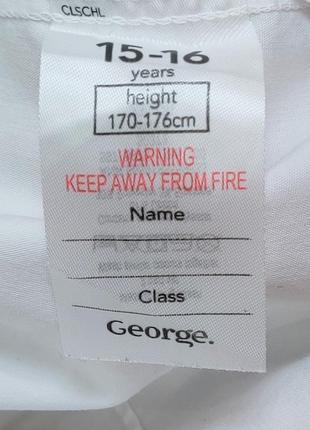 CLSCHL
15-16
years
height
170-176cm
WARNING
KEEP AWAY FROM FIRE
Name
Class
George.